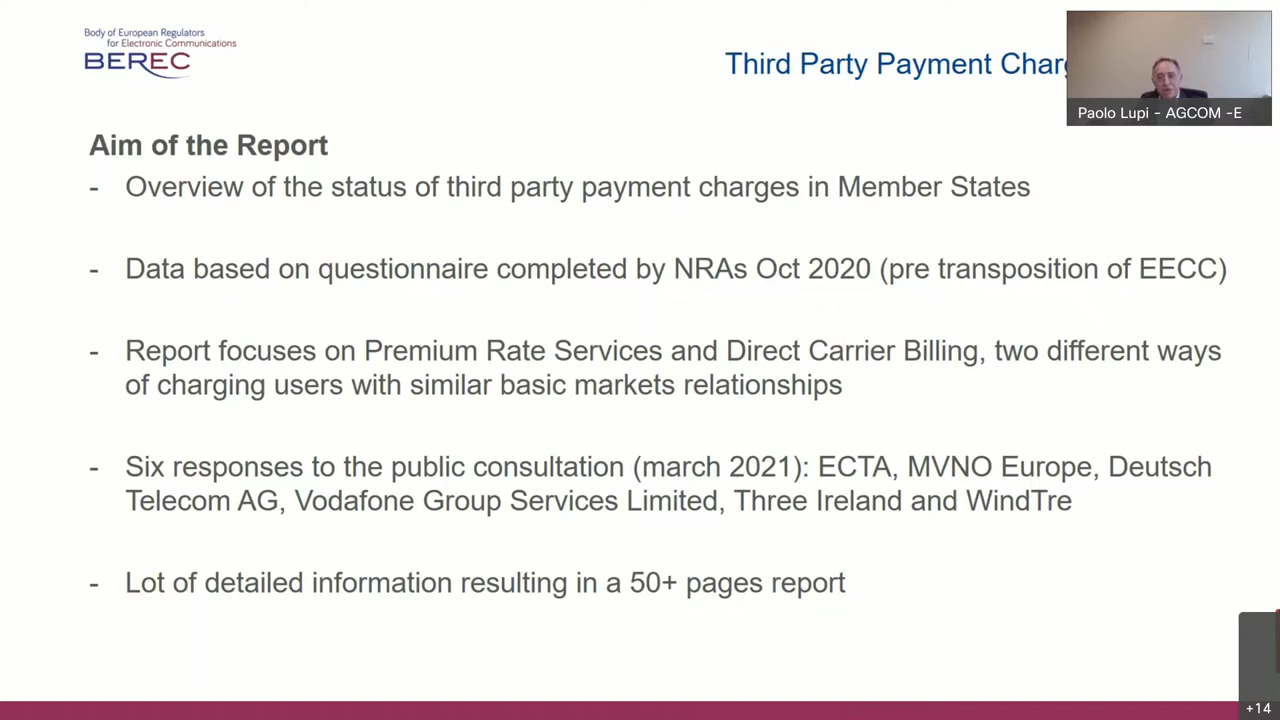 Body of European Regulators
for Electronic Communications
BEREC
Third Party Payment Charg
Paolo Lupi - AGCOM -E
Aim of the Report
- Overview of the status of third party payment charges in Member States
- Data based on questionnaire completed by NRAs Oct 2020 (pre transposition of EECC)
- Report focuses on Premium Rate Services and Direct Carrier Billing, two different ways
of charging users with similar basic markets relationships
- Six responses to the public consultation (march 2021): ECTA, MVNO Europe, Deutsch
Telecom AG, Vodafone Group Services Limited, Three Ireland and WindTre
- Lot of detailed information resulting in a 50+ pages report
+14